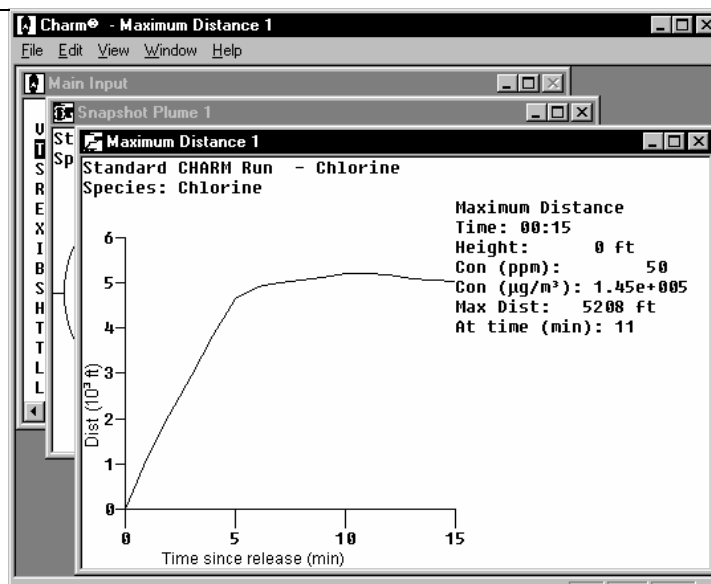 Charm® - Maximum Distance 1
File Edit View Window Help
Main Input
Snapshot Plume 1
Maximum Distance 1
V
T
S
R
E
X
I
B
S
H
T
T
L
L
St
Sp
Standard CHARM Run - Chlorine
Species: Chlorine
Maximum Distance
Time: 00:15
Height: 0 ft
Con (ppm): 50
Con (µg/m³): 1.45e+005
Max Dist: 5208 ft
At time (min): 11
Dist (10³ ft)
6
5
4
3
2
1
0
0 5 10 15
Time since release (min)